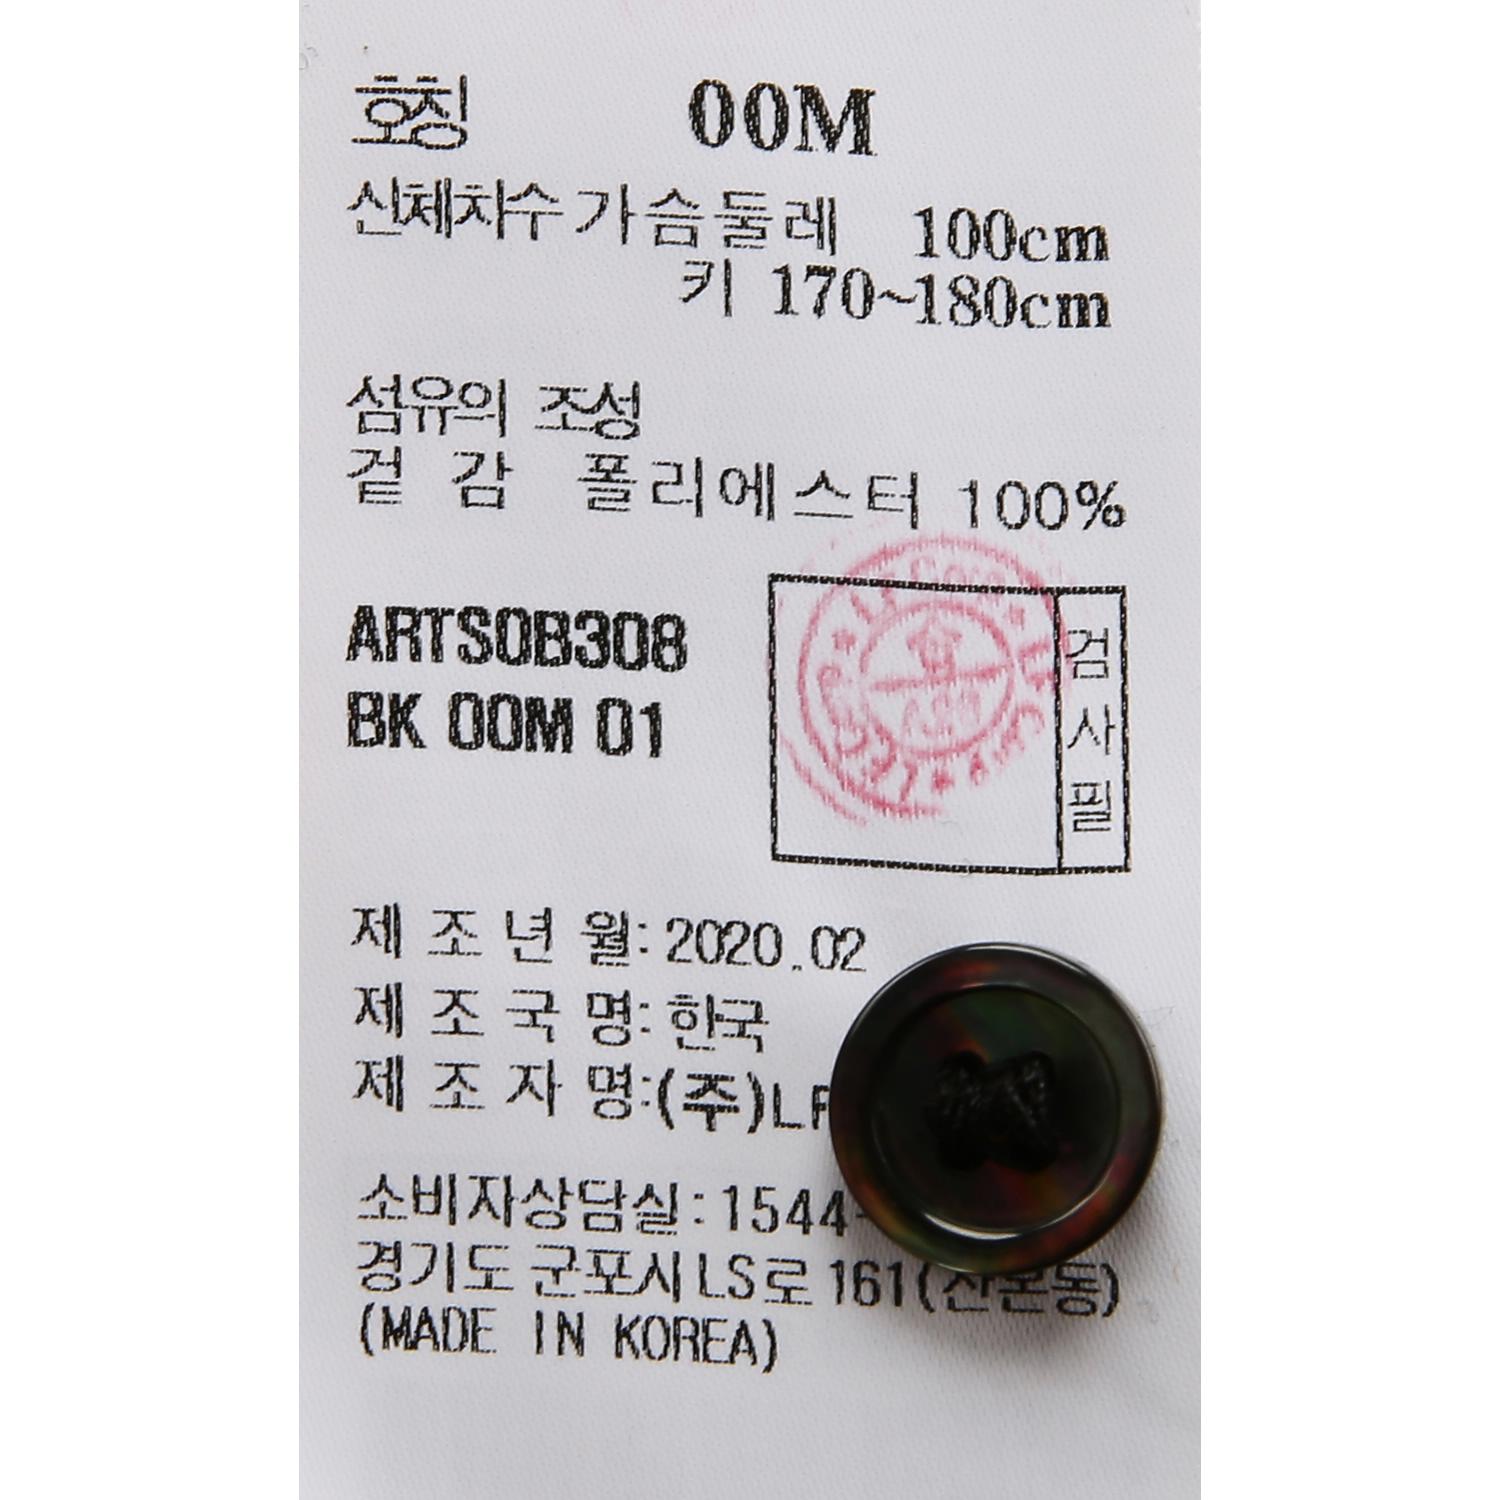 호칭 00M
신체치수 가슴둘레 100cm
키 170~180cm
섬유의 조성
겉 감 폴리에스터 100%
ARTS0B308
BK 00M 01
검사필
제 조 년 월: 2020.02
제 조 국 명: 한국
제 조 자 명:(주)LF
소비자상담실: 1544-
경기도 군포시 LS로 161(산본동)
(MADE IN KOREA)